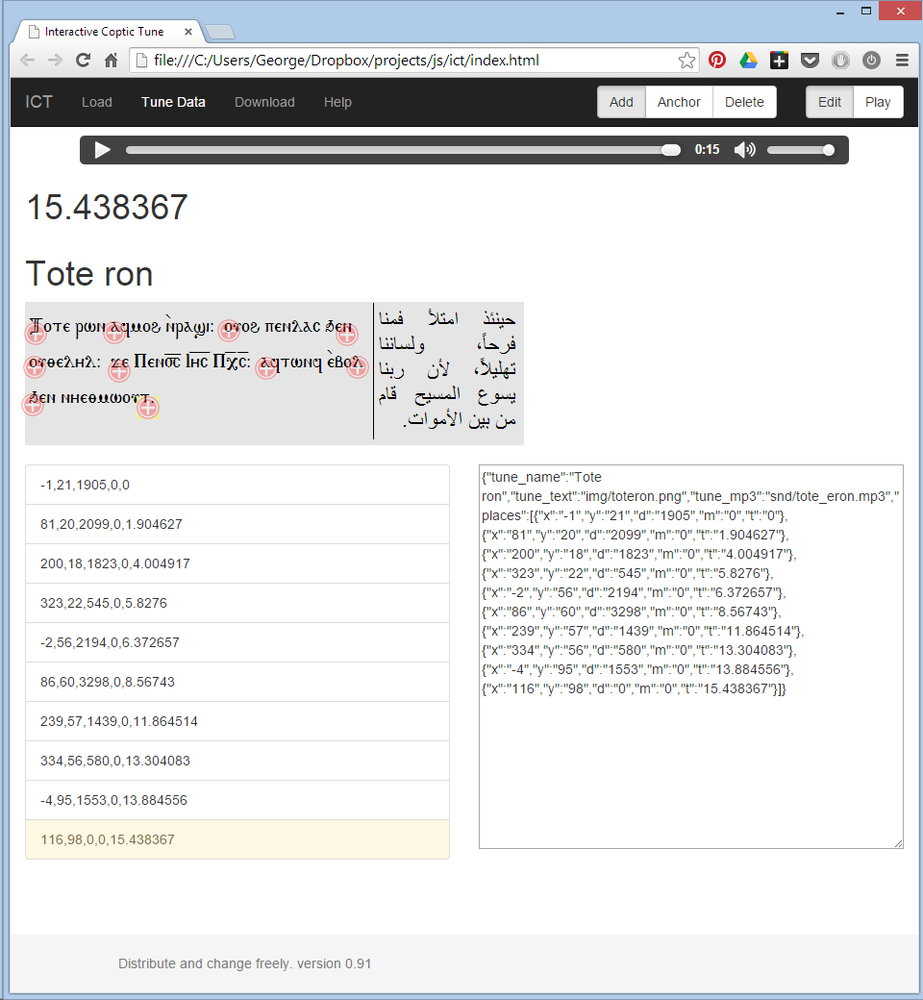 Interactive Coptic Tune
file:///C:/Users/George/Dropbox/projects/js/ict/index.html
ICT Load Tune Data Download Help Add Anchor Delete Edit Play
0:15
15.438367
Tote ron
Ⲧⲟⲧⲉ ⲣⲱⲛ ⲁϥⲙⲟϩ ⲛ̀ⲣⲁϣⲓ: ⲟⲩⲟϩ ⲡⲉⲛⲗⲁⲥ ϧⲉⲛ
ⲟⲩⲑⲉⲗⲏⲗ: ϫⲉ Ⲡⲉⲛⲟ̅ⲥ̅ Ⲓⲏ̅ⲥ̅ Ⲡⲭ̅ⲥ̅: ⲁϥⲧⲱⲛϥ ⲉ̀ⲃⲟⲗ
ϧⲉⲛ ⲛⲏⲉⲑⲙⲱⲟⲩⲧ.
حينئذ امتلأ فمنا
فرحاً، ولساننا
تهليلاً، لأن ربنا
يسوع المسيح قام
من بين الأموات.
-1,21,1905,0,0
81,20,2099,0,1.904627
200,18,1823,0,4.004917
323,22,545,0,5.8276
-2,56,2194,0,6.372657
86,60,3298,0,8.56743
239,57,1439,0,11.864514
334,56,580,0,13.304083
-4,95,1553,0,13.884556
116,98,0,0,15.438367
{"tune_name":"Tote
ron","tune_text":"img/toteron.png","tune_mp3":"snd/tote_eron.mp3","
places":[{"x":"-1","y":"21","d":"1905","m":"0","t":"0"},
{"x":"81","y":"20","d":"2099","m":"0","t":"1.904627"},
{"x":"200","y":"18","d":"1823","m":"0","t":"4.004917"},
{"x":"323","y":"22","d":"545","m":"0","t":"5.8276"},
{"x":"-2","y":"56","d":"2194","m":"0","t":"6.372657"},
{"x":"86","y":"60","d":"3298","m":"0","t":"8.56743"},
{"x":"239","y":"57","d":"1439","m":"0","t":"11.864514"},
{"x":"334","y":"56","d":"580","m":"0","t":"13.304083"},
{"x":"-4","y":"95","d":"1553","m":"0","t":"13.884556"},
{"x":"116","y":"98","d":"0","m":"0","t":"15.438367"}]}
Distribute and change freely. version 0.91